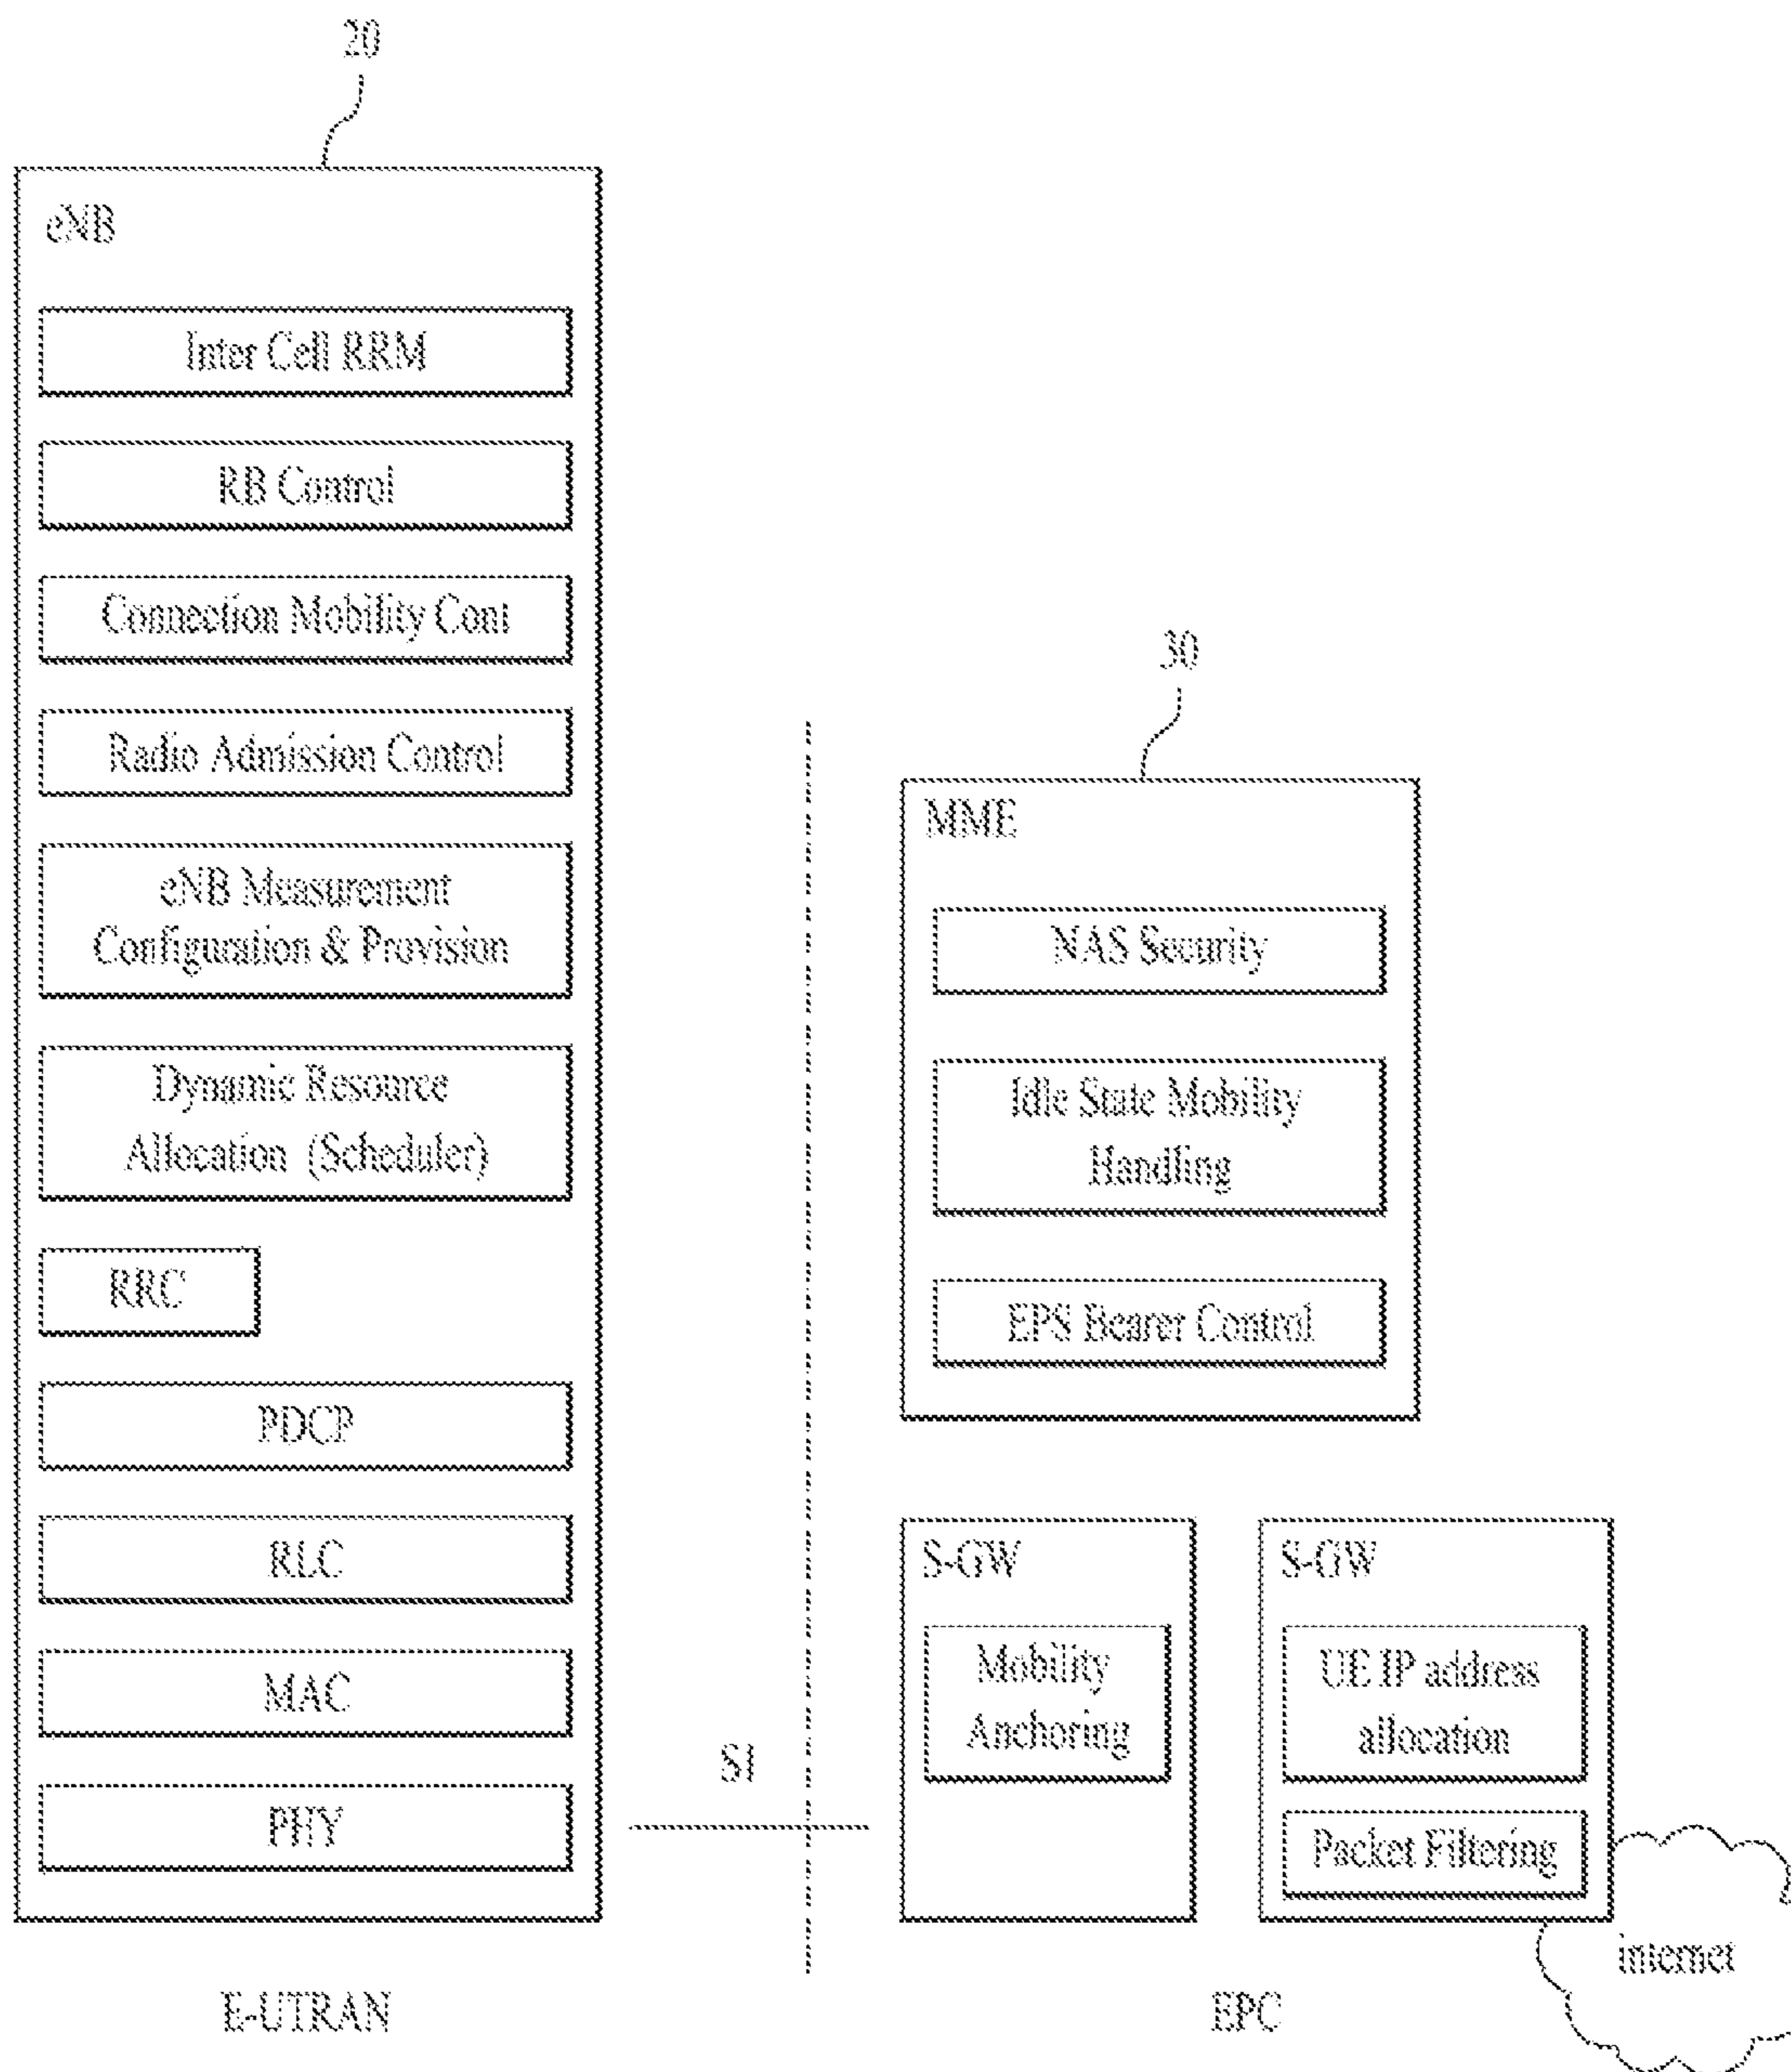 20
eNB
Inter Cell RRM
RB Control
Connection Mobility Cont
Radio Admission Control
eNB Measurement
Configuration & Provision
Dynamic Resource
Allocation (Scheduler)
RRC
PDCP
RLC
MAC
PHY
E-UTRAN
S1
30
MME
NAS Security
Idle State Mobility
Handling
EPS Bearer Control
S-GW
Mobility
Anchoring
S-GW
UE IP address
allocation
Packet Filtering
internet
EPC